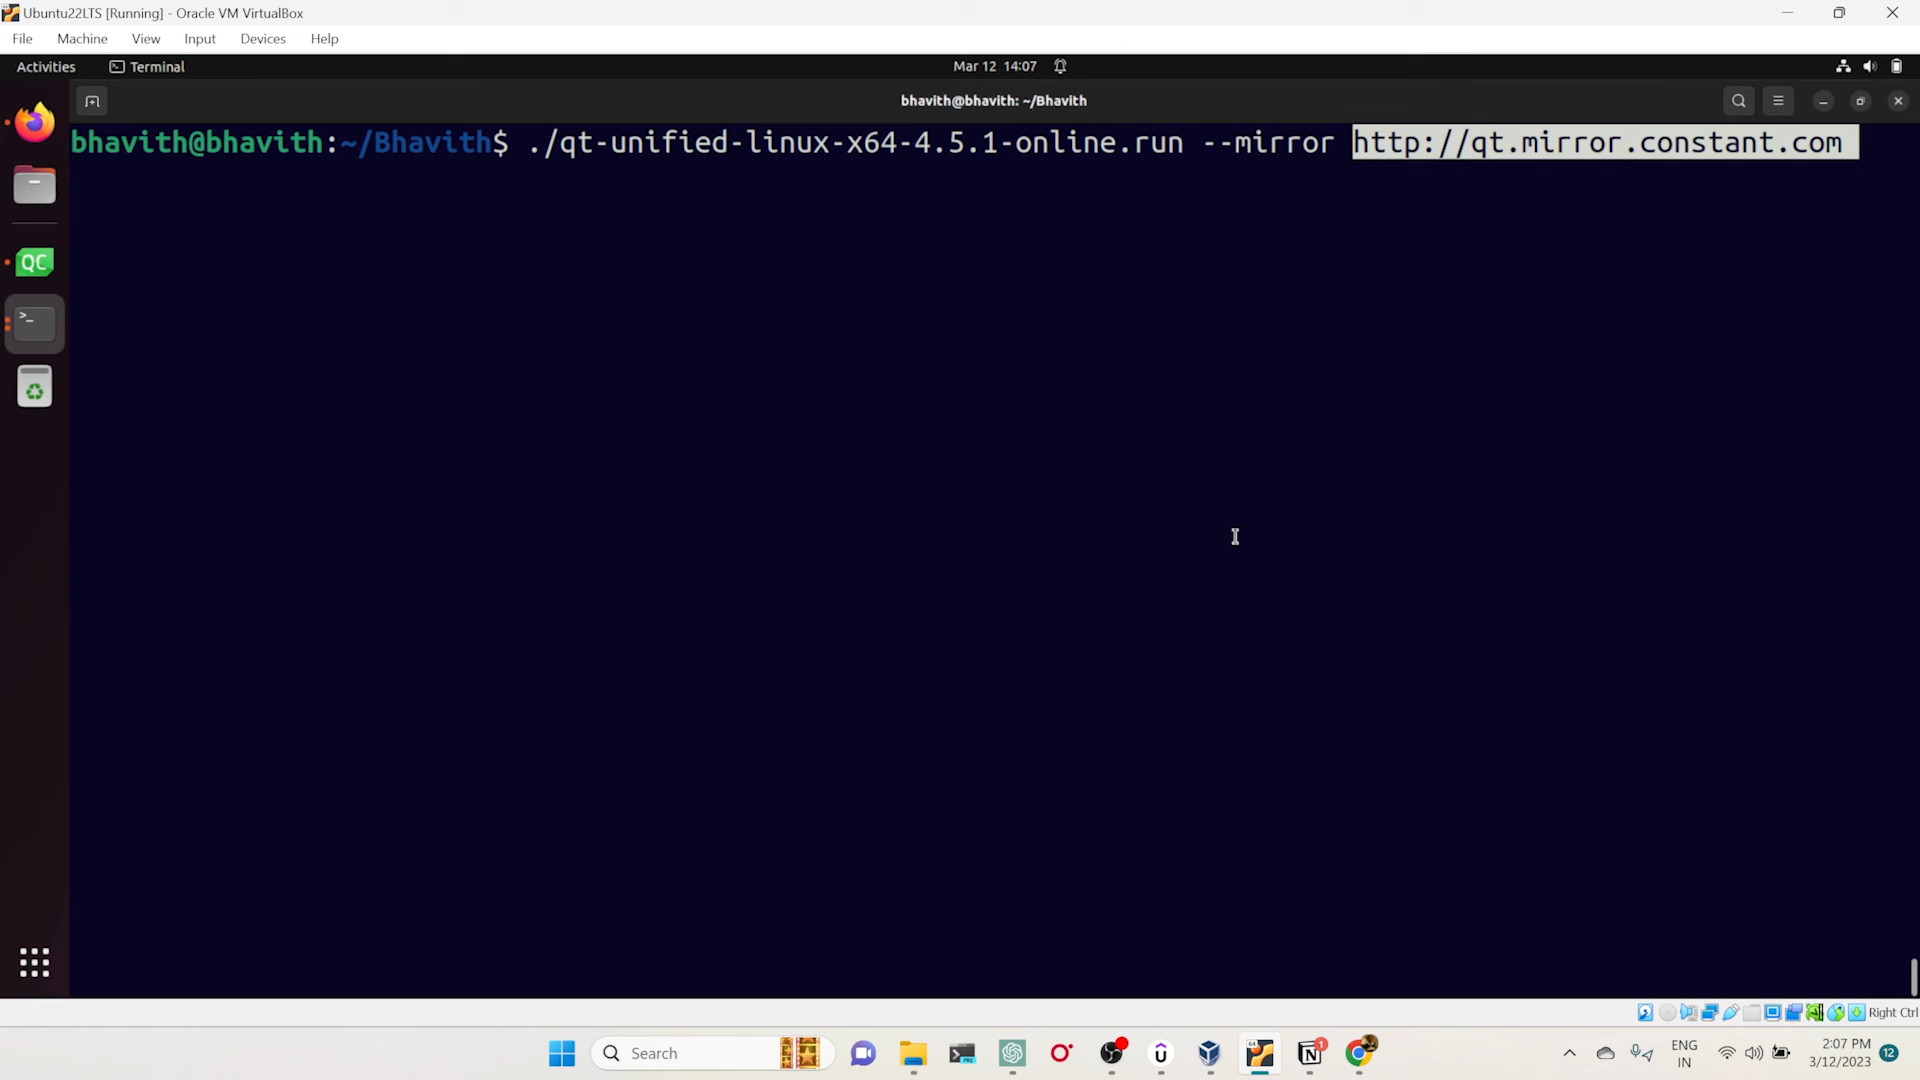 Ubuntu22LTS [Running] - Oracle VM VirtualBox
File Machine View Input Devices Help
Activities Terminal Mar 12 14:07
bhavith@bhavith: ~/Bhavith
bhavith@bhavith:~/Bhavith$ ./qt-unified-linux-x64-4.5.1-online.run --mirror http://qt.mirror.constant.com
QC
>_
Right Ctrl
Search
1
ENG
IN
2:07 PM
3/12/2023
12